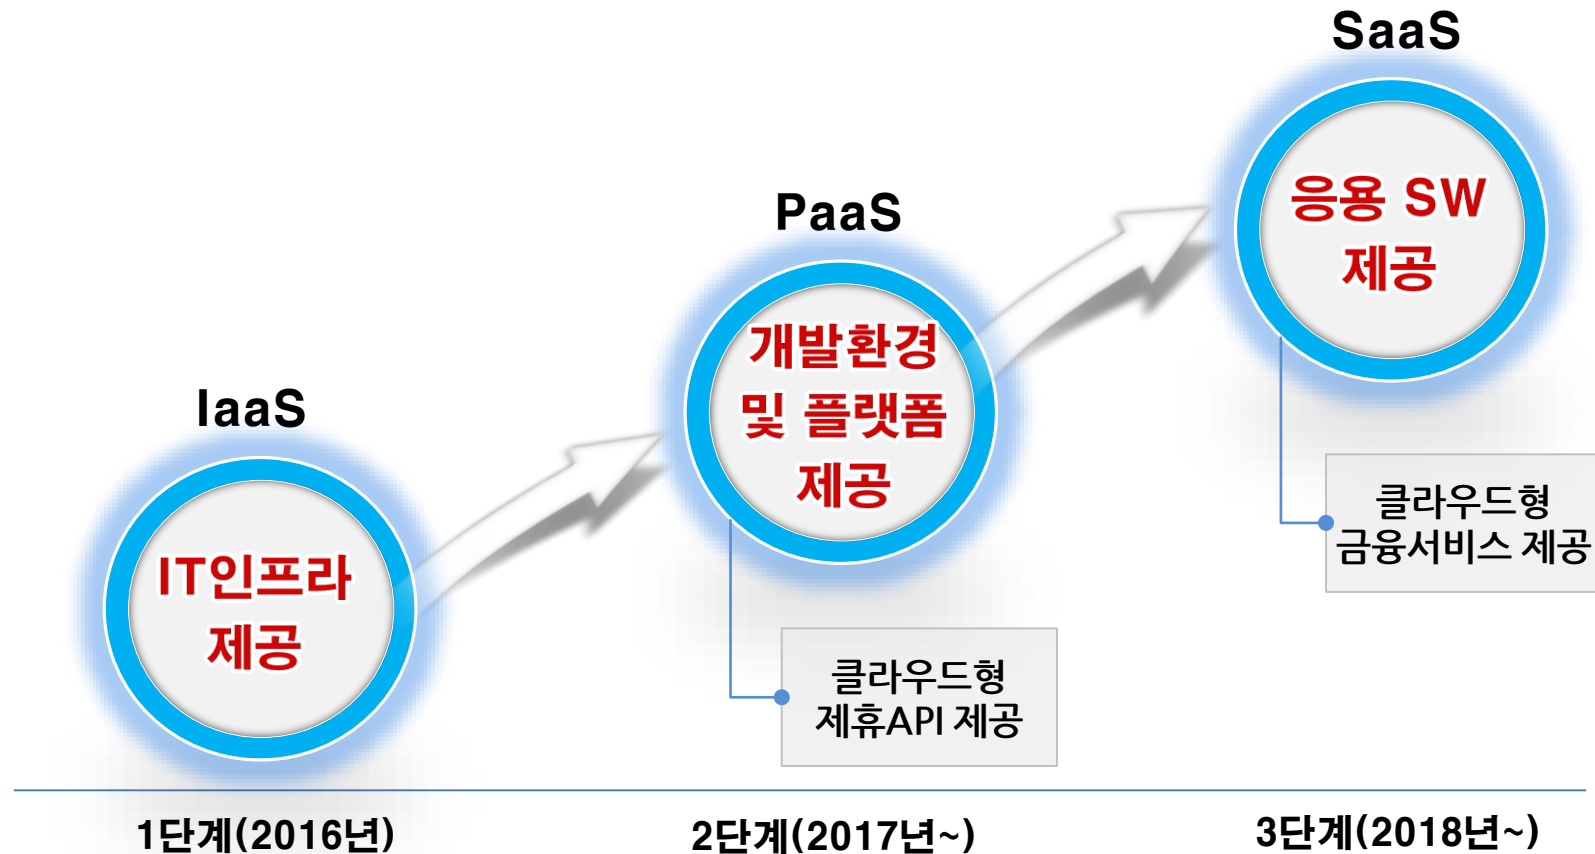 IaaS
IT인프라
제공
1단계(2016년)
PaaS
개발환경
및 플랫폼
제공
클라우드형
제휴API 제공
2단계(2017년~)
SaaS
응용 SW
제공
클라우드형
금융서비스 제공
3단계(2018년~)